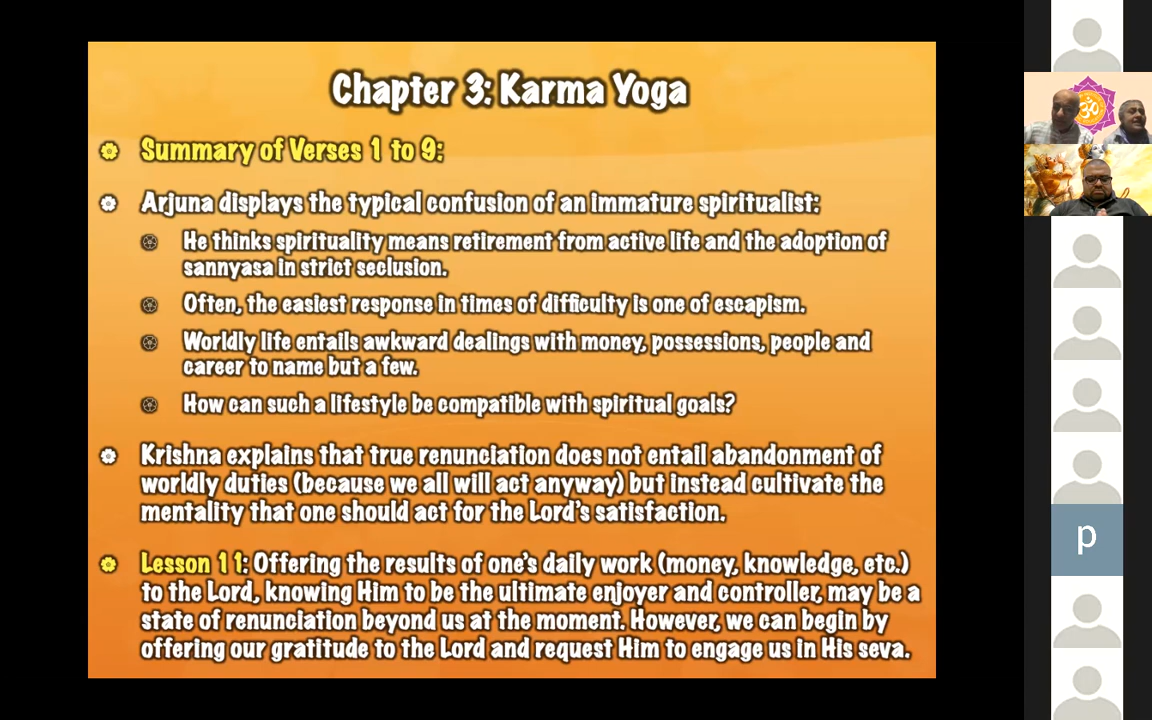 Chapter 3: Karma Yoga
Summary of Verses 1 to 9:
Arjuna displays the typical confusion of an immature spiritualist:
He thinks spirituality means retirement from active life and the adoption of
sannyasa in strict seclusion.
Often, the easiest response in times of difficulty is one of escapism.
Worldly life entails awkward dealings with money, possessions, people and
career to name but a few.
How can such a lifestyle be compatible with spiritual goals?
Krishna explains that true renunciation does not entail abandonment of
worldly duties (because we all will act anyway) but instead cultivate the
mentality that one should act for the Lord's satisfaction.
Lesson 11: Offering the results of one's daily work (money, knowledge, etc.)
to the Lord, knowing Him to be the ultimate enjoyer and controller, may be a
state of renunciation beyond us at the moment. However, we can begin by
offering our gratitude to the Lord and request Him to engage us in His seva.
ॐ
p